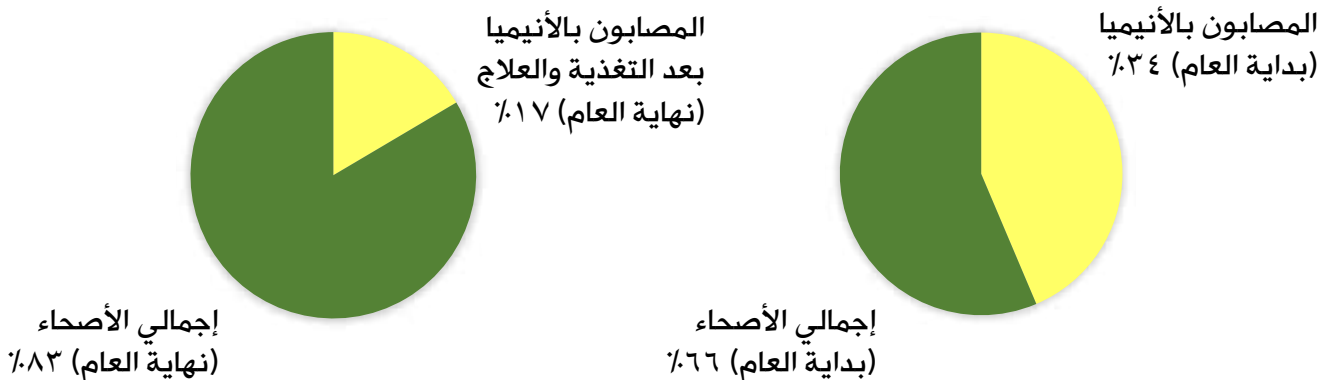 المصابون بالأنيميا
(بداية العام) ٣٤٪
إجمالي الأصحاء
(بداية العام) ٦٦٪
المصابون بالأنيميا
بعد التغذية والعلاج
(نهاية العام) ١٧٪
إجمالي الأصحاء
(نهاية العام) ٨٣٪